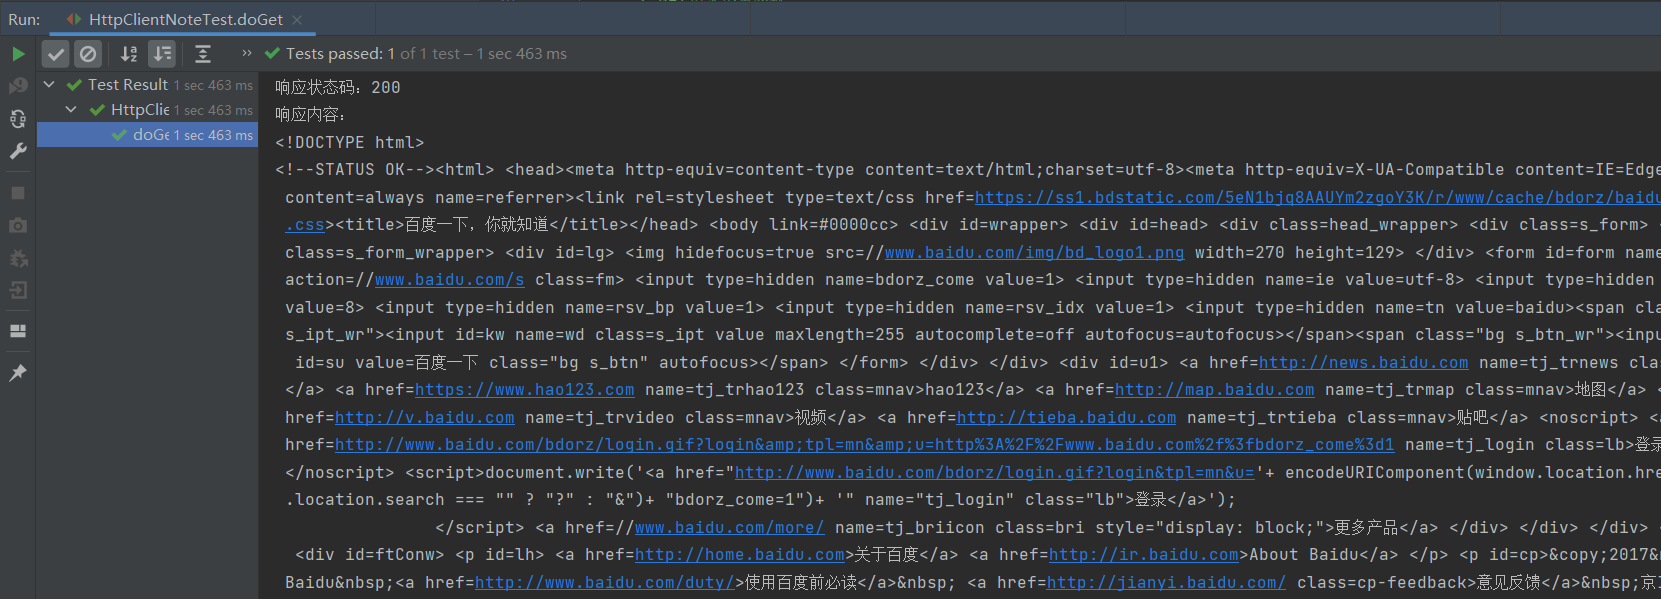 Run: HttpClientNoteTest.doGet
Tests passed: 1 of 1 test – 1 sec 463 ms
Test Result 1 sec 463 ms
HttpClie 1 sec 463 ms
doGe 1 sec 463 ms
响应状态码：200
响应内容：
<!DOCTYPE html>
<!--STATUS OK--><html> <head><meta http-equiv=content-type content=text/html;charset=utf-8><meta http-equiv=X-UA-Compatible content=IE=Edge
content=always name=referrer><link rel=stylesheet type=text/css href=https://ss1.bdstatic.com/5eN1bjq8AAUYm2zgoY3K/r/www/cache/bdorz/baidu
.css><title>百度一下，你就知道</title></head> <body link=#0000cc> <div id=wrapper> <div id=head> <div class=head_wrapper> <div class=s_form> <
class=s_form_wrapper> <div id=lg> <img hidefocus=true src=//www.baidu.com/img/bd_logo1.png width=270 height=129> </div> <form id=form name
action=//www.baidu.com/s class=fm> <input type=hidden name=bdorz_come value=1> <input type=hidden name=ie value=utf-8> <input type=hidden
value=8> <input type=hidden name=rsv_bp value=1> <input type=hidden name=rsv_idx value=1> <input type=hidden name=tn value=baidu><span clas
s_ipt_wr"><input id=kw name=wd class=s_ipt value maxlength=255 autocomplete=off autofocus=autofocus></span><span class="bg s_btn_wr"><input
id=su value=百度一下 class="bg s_btn" autofocus></span> </form> </div> </div> <div id=u1> <a href=http://news.baidu.com name=tj_trnews clas
</a> <a href=https://www.hao123.com name=tj_trhao123 class=mnav>hao123</a> <a href=http://map.baidu.com name=tj_trmap class=mnav>地图</a> <
href=http://v.baidu.com name=tj_trvideo class=mnav>视频</a> <a href=http://tieba.baidu.com name=tj_trtieba class=mnav>贴吧</a> <noscript> <a
href=http://www.baidu.com/bdorz/login.gif?login&amp;tpl=mn&amp;u=http%3A%2F%2Fwww.baidu.com%2f%3fbdorz_come%3d1 name=tj_login class=lb>登录
</noscript> <script>document.write('<a href="http://www.baidu.com/bdorz/login.gif?login&tpl=mn&u='+ encodeURIComponent(window.location.hre
.location.search === "" ? "?" : "&")+ "bdorz_come=1")+ '" name="tj_login" class="lb">登录</a>');
</script> <a href=//www.baidu.com/more/ name=tj_briicon class=bri style="display: block;">更多产品</a> </div> </div> </div> <
<div id=ftConw> <p id=lh> <a href=http://home.baidu.com>关于百度</a> <a href=http://ir.baidu.com>About Baidu</a> </p> <p id=cp>&copy;2017&n
Baidu&nbsp;<a href=http://www.baidu.com/duty/>使用百度前必读</a>&nbsp; <a href=http://jianyi.baidu.com/ class=cp-feedback>意见反馈</a>&nbsp;京